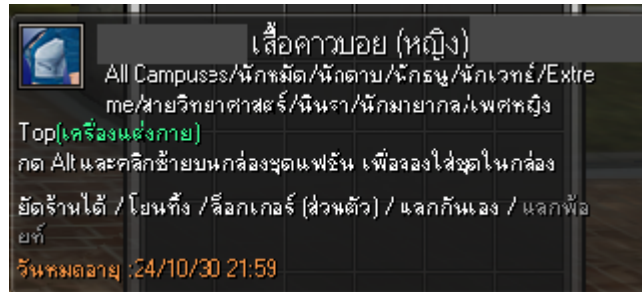 เสื้อคาวบอย (หญิง)
All Campuses/นักหมัด/นักดาบ/นักธนู/นักเวทย์/Extre
me/สายวิทยาศาสตร์/นินจา/นักมายากล/เพศหญิง
Top(เครื่องแต่งกาย)
กด Alt และคลิกซ้ายบนกล่องชุดแฟชั่น เพื่อลองใส่ชุดในกล่อง
ยัดร้านได้ / โยนทิ้ง / ล็อกเกอร์ (ส่วนตัว) / แลกกันเอง / แลกพ้อ
ยท์
วันหมดอายุ :24/10/30 21:59